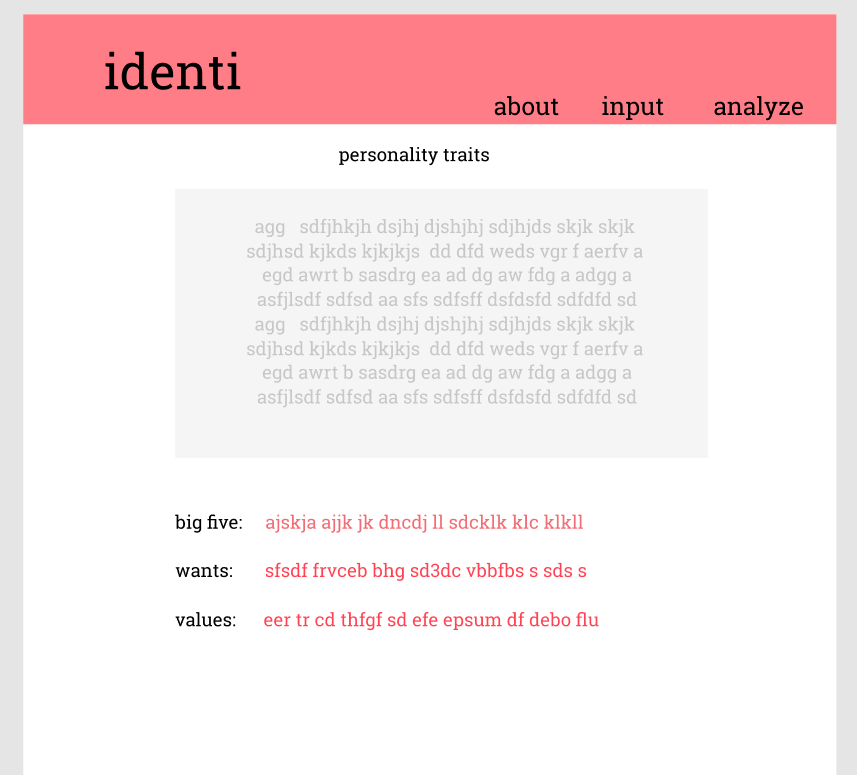 identi
about input analyze
personality traits
agg sdfjhkjh dsjhj djshjhj sdjhjds skjk skjk
sdjhsd kjkds kjkjkjs dd dfd weds vgr f aerfv a
egd awrt b sasdrg ea ad dg aw fdg a adgg a
asfjlsdf sdfsd aa sfs sdfsff dsfdsfd sdfdfd sd
agg sdfjhkjh dsjhj djshjhj sdjhjds skjk skjk
sdjhsd kjkds kjkjkjs dd dfd weds vgr f aerfv a
egd awrt b sasdrg ea ad dg aw fdg a adgg a
asfjlsdf sdfsd aa sfs sdfsff dsfdsfd sdfdfd sd
big five: ajskja ajjk jk dncdj ll sdcklk klc klkll
wants: sfsdf frvceb bhg sd3dc vbbfbs s sds s
values: eer tr cd thfgf sd efe epsum df debo flu